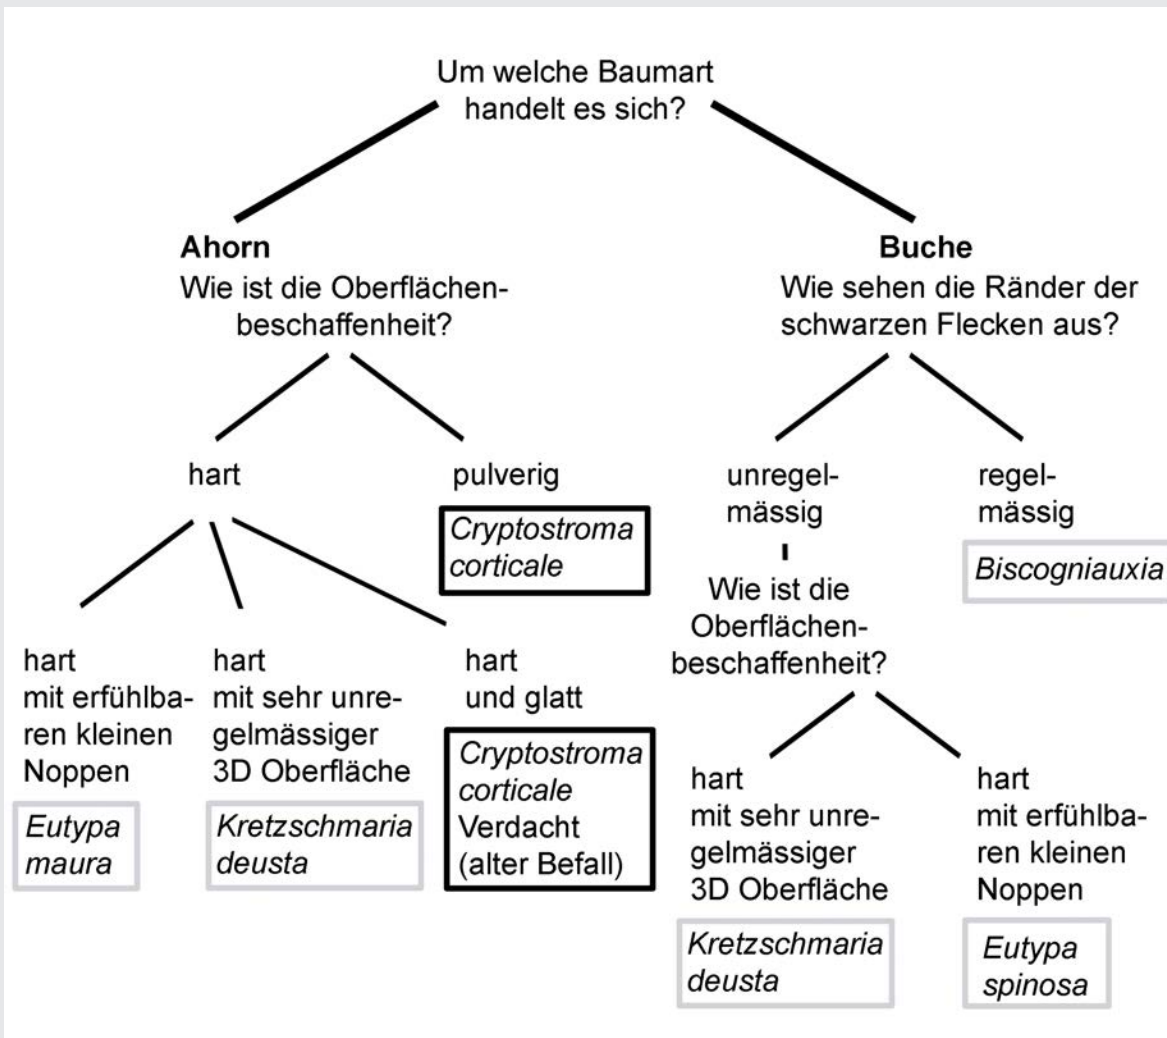 Um welche Baumart
handelt es sich?
Ahorn
Wie ist die Oberflächen-
beschaffenheit?
hart
hart
mit erfühlba-
ren kleinen
Noppen
Eutypa
maura
hart
mit sehr unre-
gelmässiger
3D Oberfläche
Kretzschmaria
deusta
hart
und glatt
Cryptostroma
corticale
Verdacht
(alter Befall)
pulverig
Cryptostroma
corticale
Buche
Wie sehen die Ränder der
schwarzen Flecken aus?
unregel-
mässig
Wie ist die
Oberflächen-
beschaffenheit?
hart
mit sehr unre-
gelmässiger
3D Oberfläche
Kretzschmaria
deusta
hart
mit erfühlba-
ren kleinen
Noppen
Eutypa
spinosa
regel-
mässig
Biscogniauxia